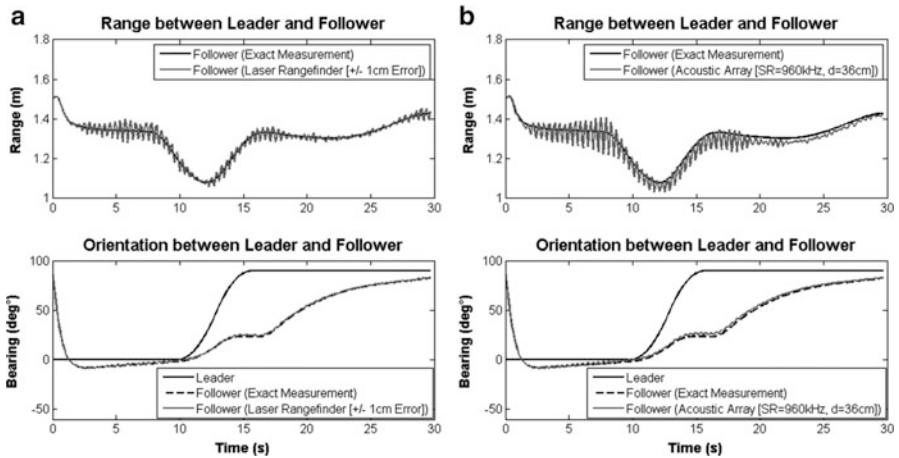 a
Range between Leader and Follower
Follower (Exact Measurement)
Follower (Laser Rangefinder [+/- 1cm Error])
Range (m)
1.8
1.6
1.4
1.2
1
0 5 10 15 20 25 30
Orientation between Leader and Follower
Bearing (deg°)
100
50
0
-50
Leader
Follower (Exact Measurement)
Follower (Laser Rangefinder [+/- 1cm Error])
0 5 10 15 20 25 30
Time (s)
b
Range between Leader and Follower
Follower (Exact Measurement)
Follower (Acoustic Array [SR=960kHz, d=36cm])
Range (m)
1.8
1.6
1.4
1.2
1
0 5 10 15 20 25 30
Orientation between Leader and Follower
Bearing (deg°)
100
50
0
-50
Leader
Follower (Exact Measurement)
Follower (Acoustic Array [SR=960kHz, d=36cm])
0 5 10 15 20 25 30
Time (s)